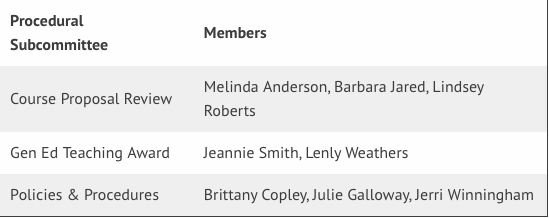 Procedural
Subcommittee
Members
Course Proposal Review
Melinda Anderson, Barbara Jared, Lindsey
Roberts
Gen Ed Teaching Award
Jeannie Smith, Lenly Weathers
Policies & Procedures
Brittany Copley, Julie Galloway, Jerri Winningham